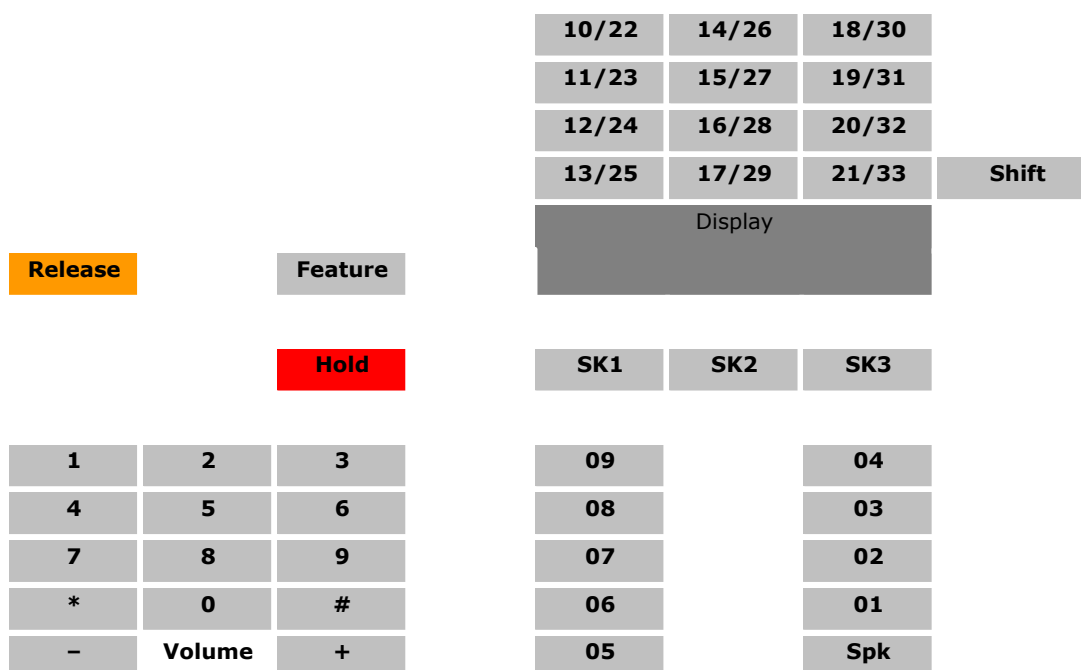 10/22 14/26 18/30
11/23 15/27 19/31
12/24 16/28 20/32
13/25 17/29 21/33 Shift
Display
Release Feature
Hold SK1 SK2 SK3
1 2 3 09 04
4 5 6 08 03
7 8 9 07 02
* 0 # 06 01
– Volume + 05 Spk